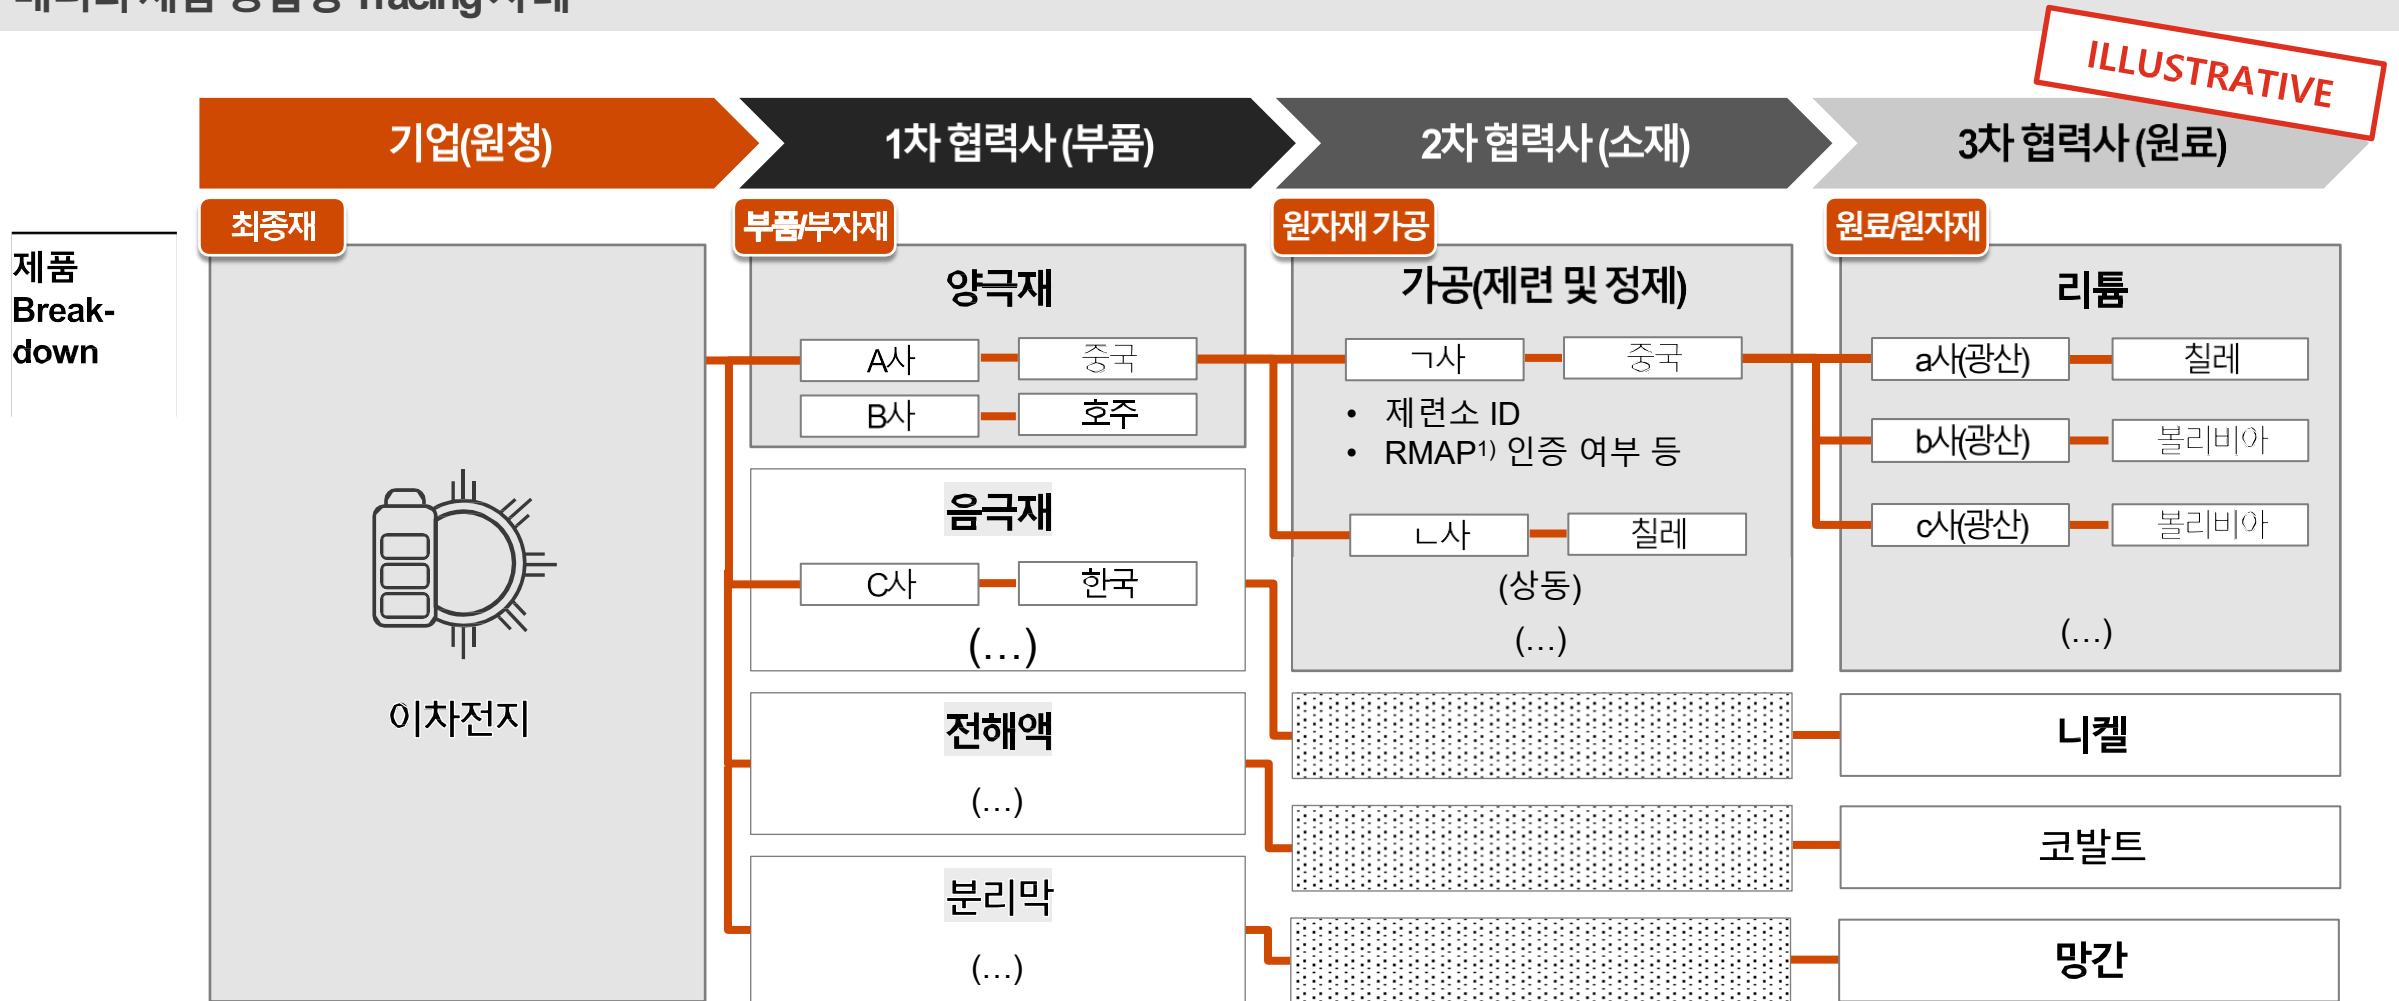 Tracing 사례
ILLUSTRATIVE
기업(원청)
1차 협력사 (부품)
2차 협력사 (소재)
3차 협력사 (원료)
제품
Break-
down
최종재
이차전지
부품/부자재
양극재
A사
중국
B사
호주
음극재
C사
한국
(...)
전해액
(...)
분리막
(...)
원자재 가공
가공(제련 및 정제)
ㄱ사
중국
• 제련소 ID
• RMAP1) 인증 여부 등
ㄴ사
칠레
(상동)
(...)
원료/원자재
리튬
a사(광산)
칠레
b사(광산)
볼리비아
c사(광산)
볼리비아
(...)
니켈
코발트
망간